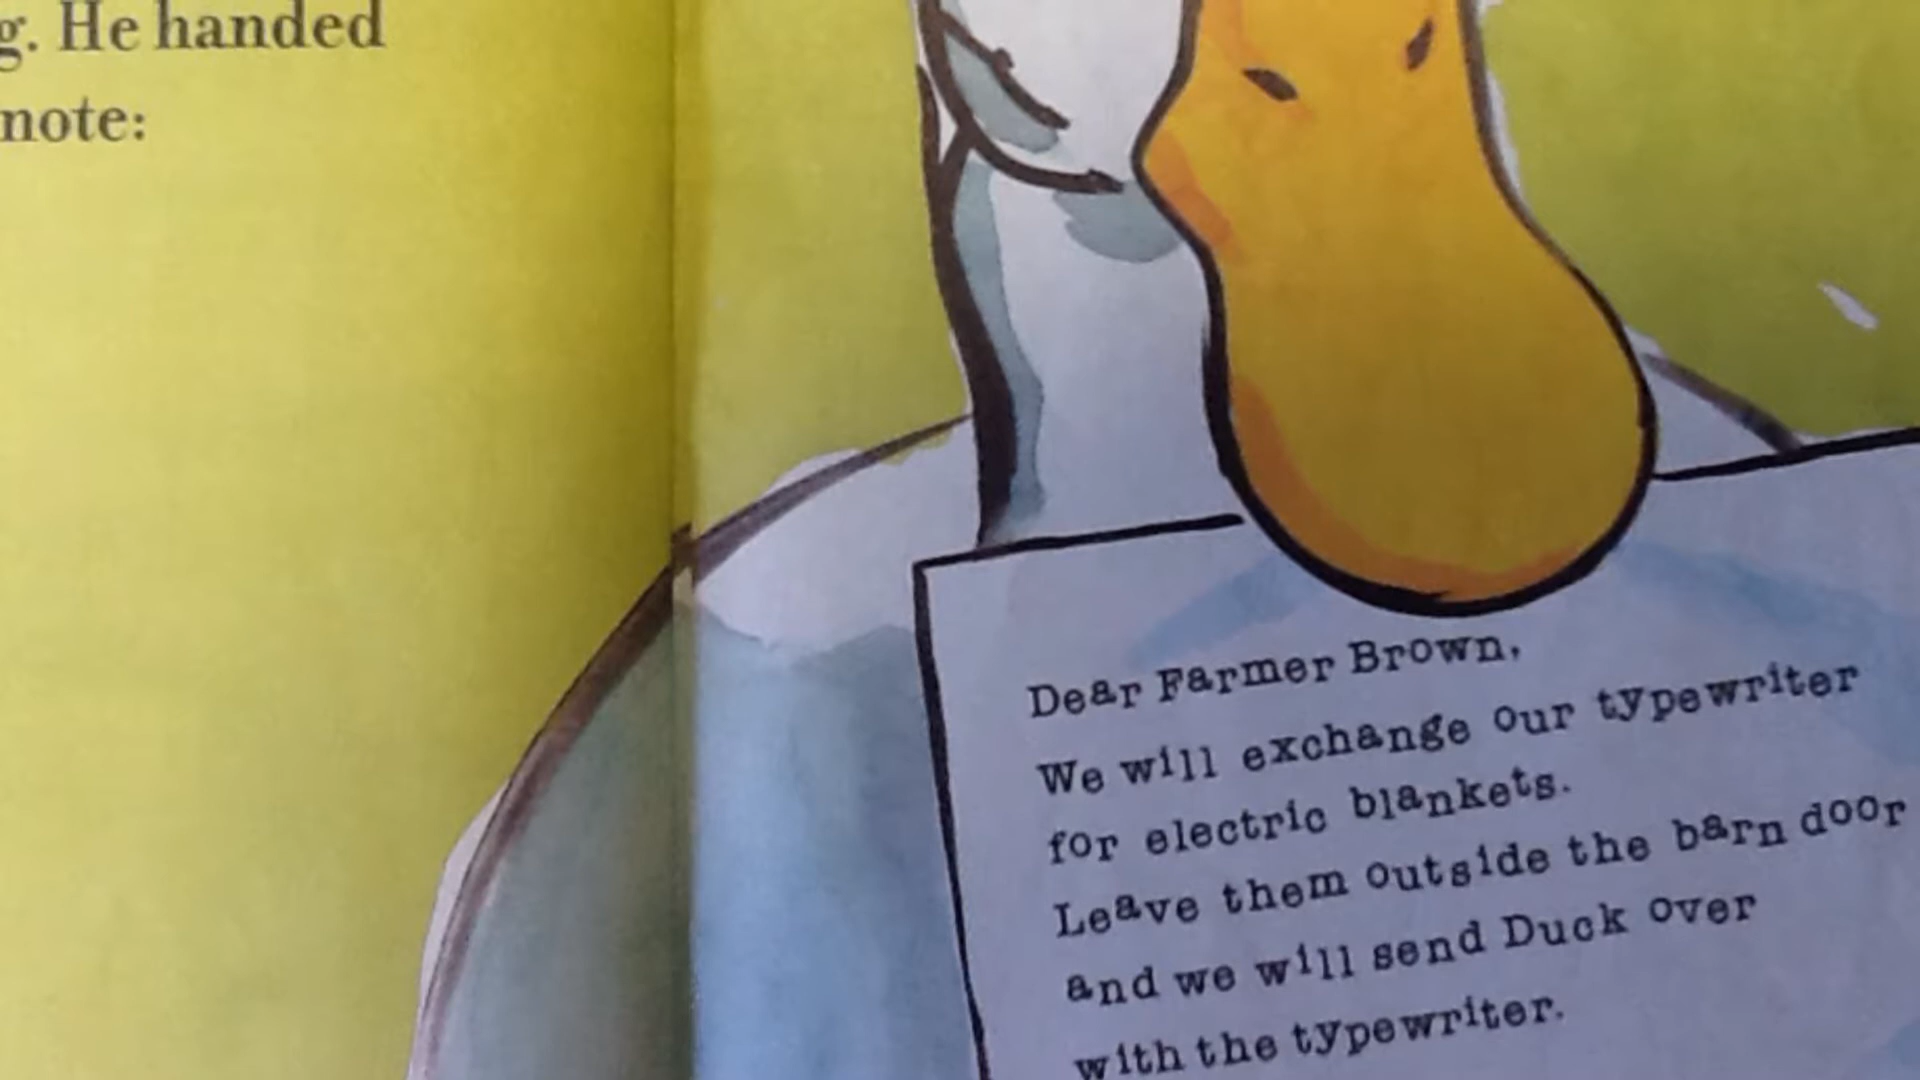 g. He handed
note:
Dear Farmer Brown,
We will exchange our typewriter
for electric blankets.
Leave them outside the barn door
and we will send Duck over
with the typewriter.